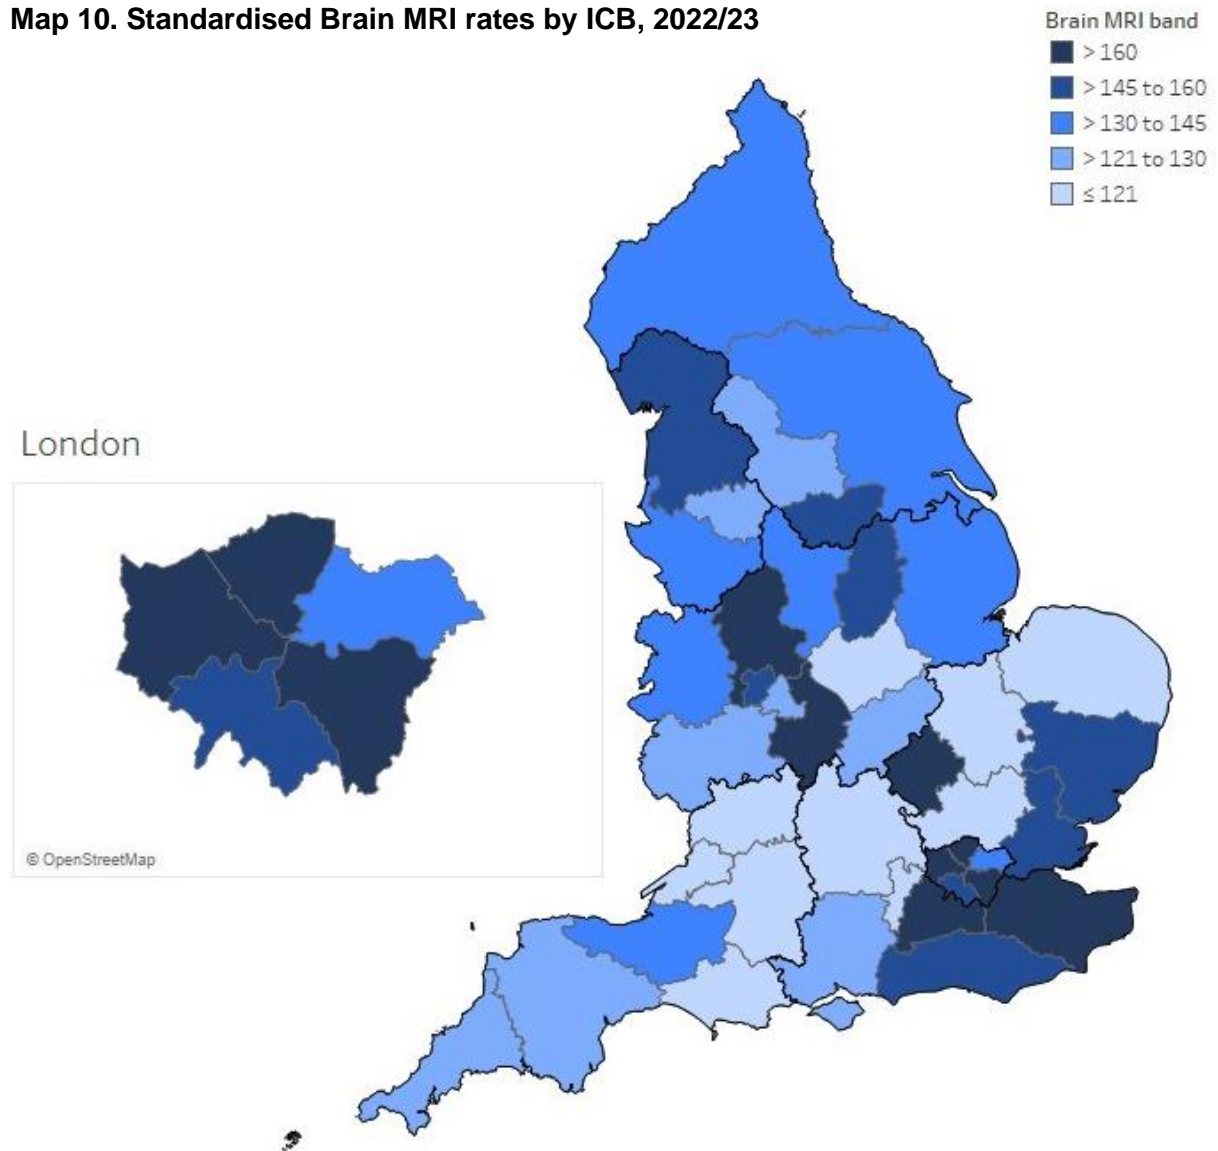 Map 10. Standardised Brain MRI rates by ICB, 2022/23
Brain MRI band
> 160
> 145 to 160
> 130 to 145
> 121 to 130
≤ 121
London
© OpenStreetMap